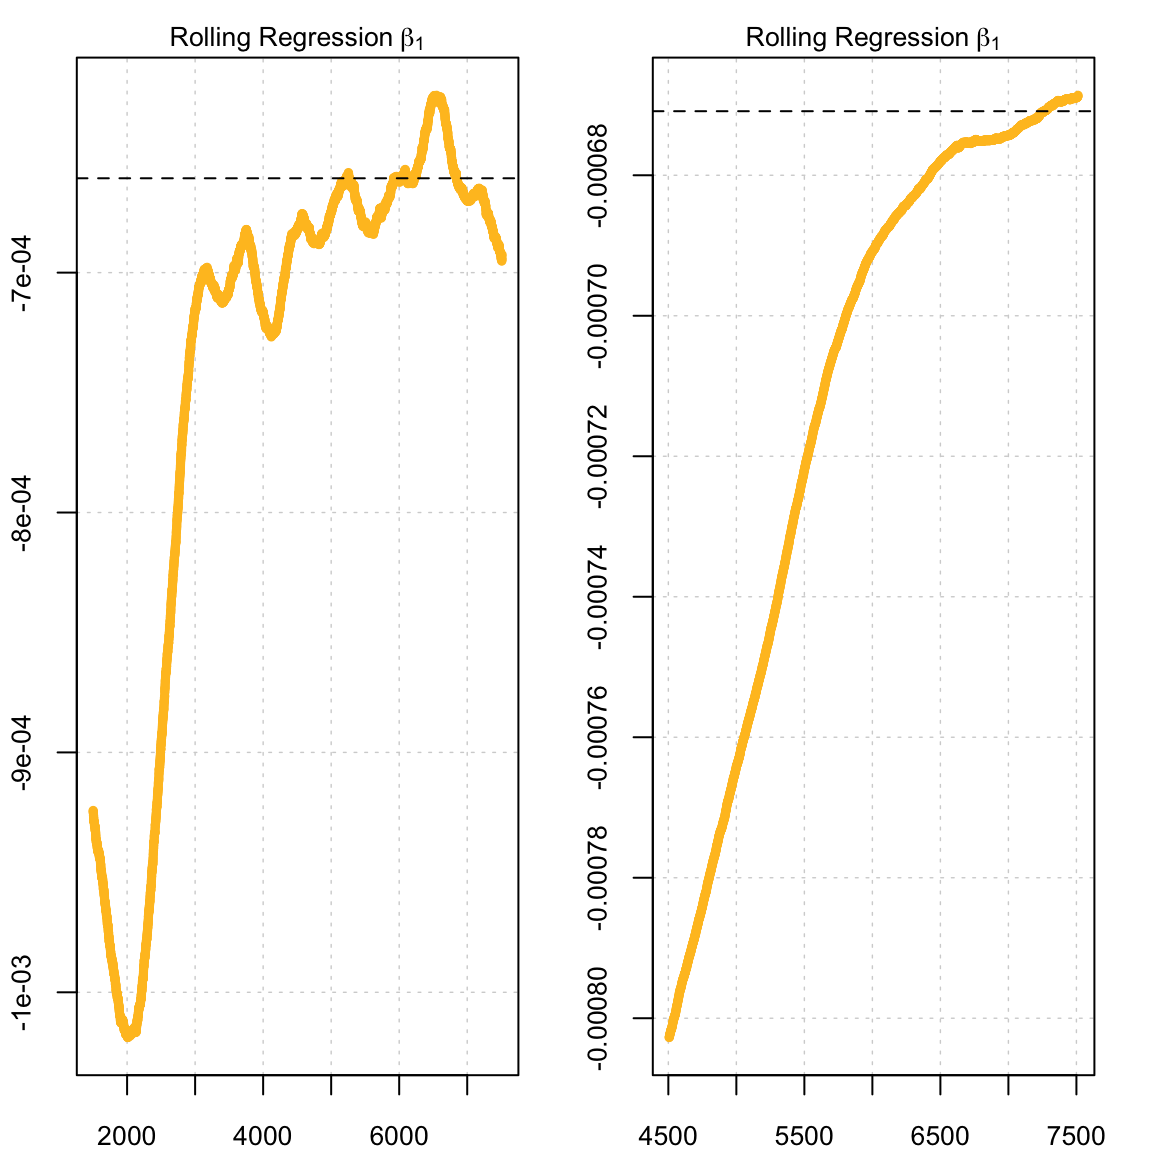 Rolling Regression β₁
-7e-04
-8e-04
-9e-04
-1e-03
2000 4000 6000
Rolling Regression β₁
-0.00068
-0.00070
-0.00072
-0.00074
-0.00076
-0.00078
-0.00080
4500 5500 6500 7500